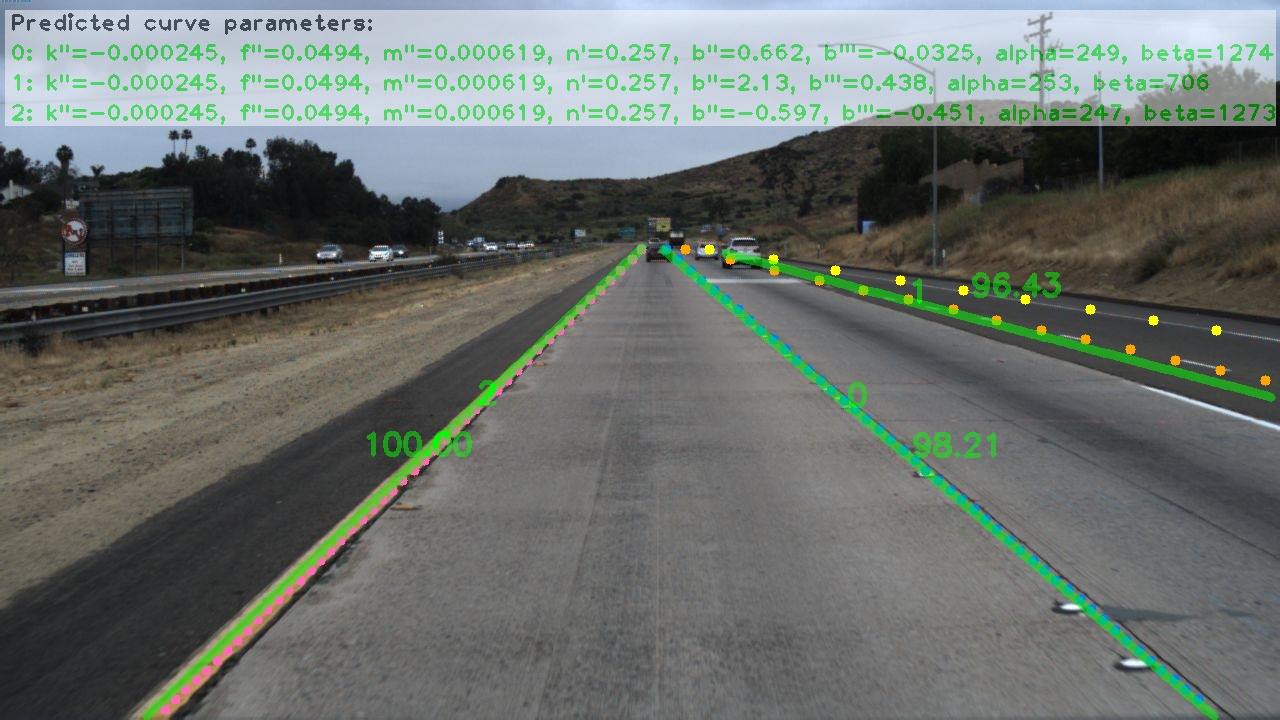 Predicted curve parameters:
0: k''=-0.000245, f''=0.0494, m''=0.000619, n'=0.257, b''=0.662, b'''=-0.0325, alpha=249, beta=1274
1: k''=-0.000245, f''=0.0494, m''=0.000619, n'=0.257, b''=2.13, b'''=0.438, alpha=253, beta=706
2: k''=-0.000245, f''=0.0494, m''=0.000619, n'=0.257, b''=-0.597, b'''=-0.451, alpha=247, beta=1273
1 96.43
2
0
100.00
98.21